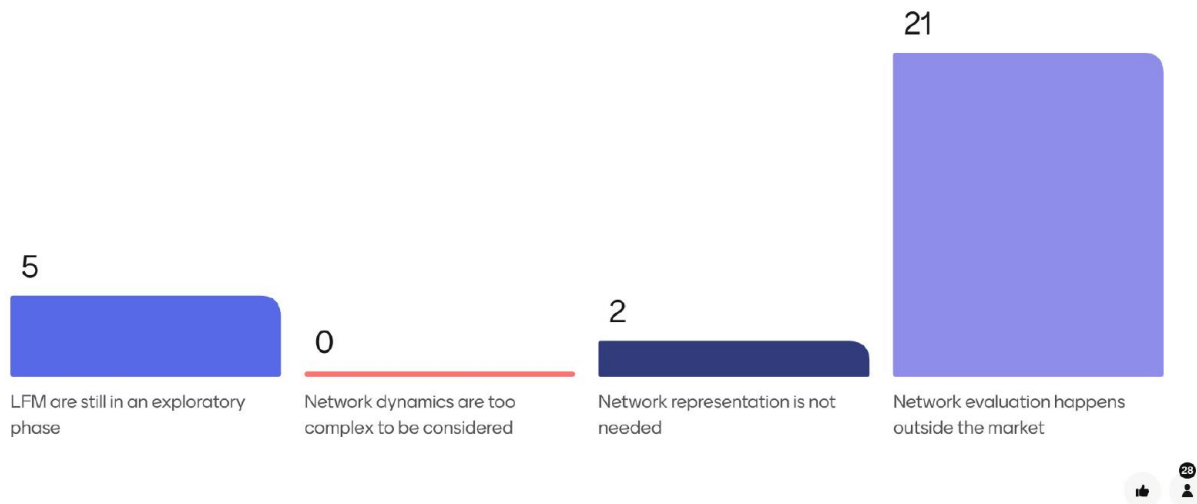 21
5
2
0
LFM are still in an exploratory
phase
Network dynamics are too
complex to be considered
Network representation is not
needed
Network evaluation happens
outside the market
28